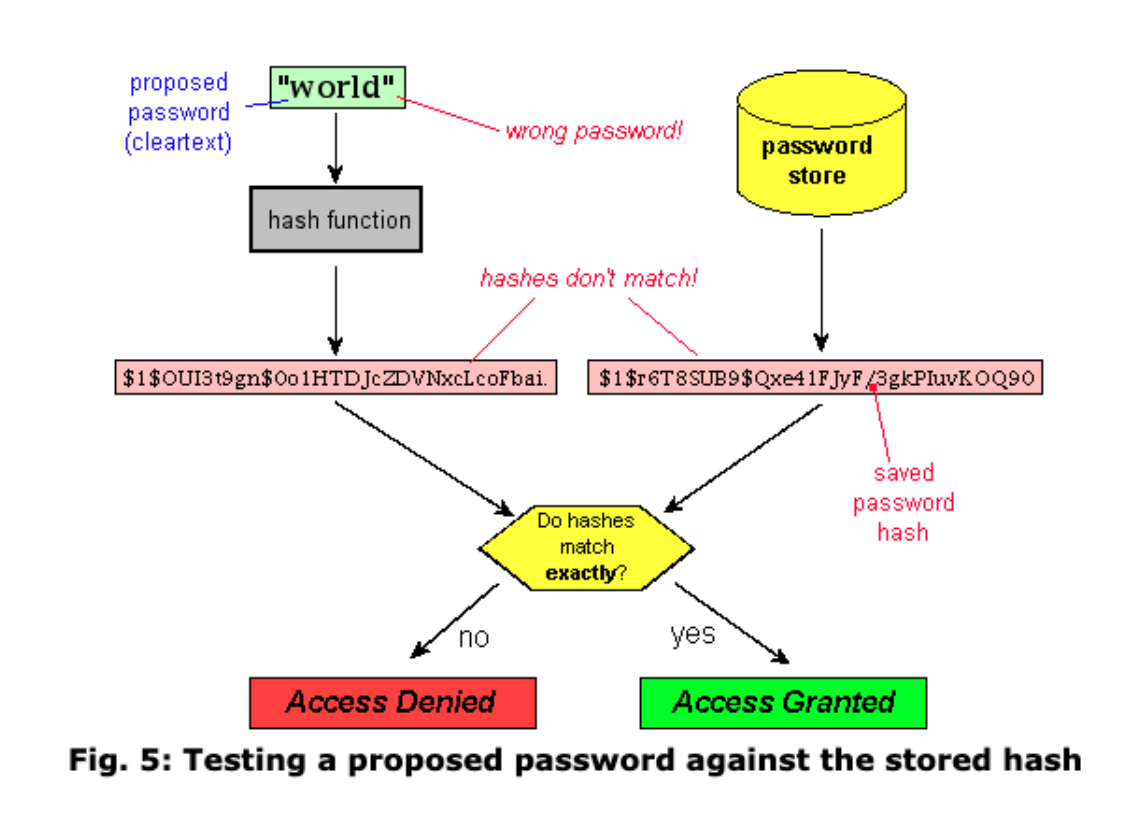 proposed
password
(cleartext)
"world"
wrong password!
password
store
hash function
hashes don't match!
$1$OUI3t9gn$0o1HTDJcZDVNxcLcoFbai.
$1$r6T8SUB9$Qxe41FJyF/3gkPIuvKOQ90
saved
password
hash
Do hashes
match
exactly?
no
yes
Access Denied
Access Granted
Fig. 5: Testing a proposed password against the stored hash